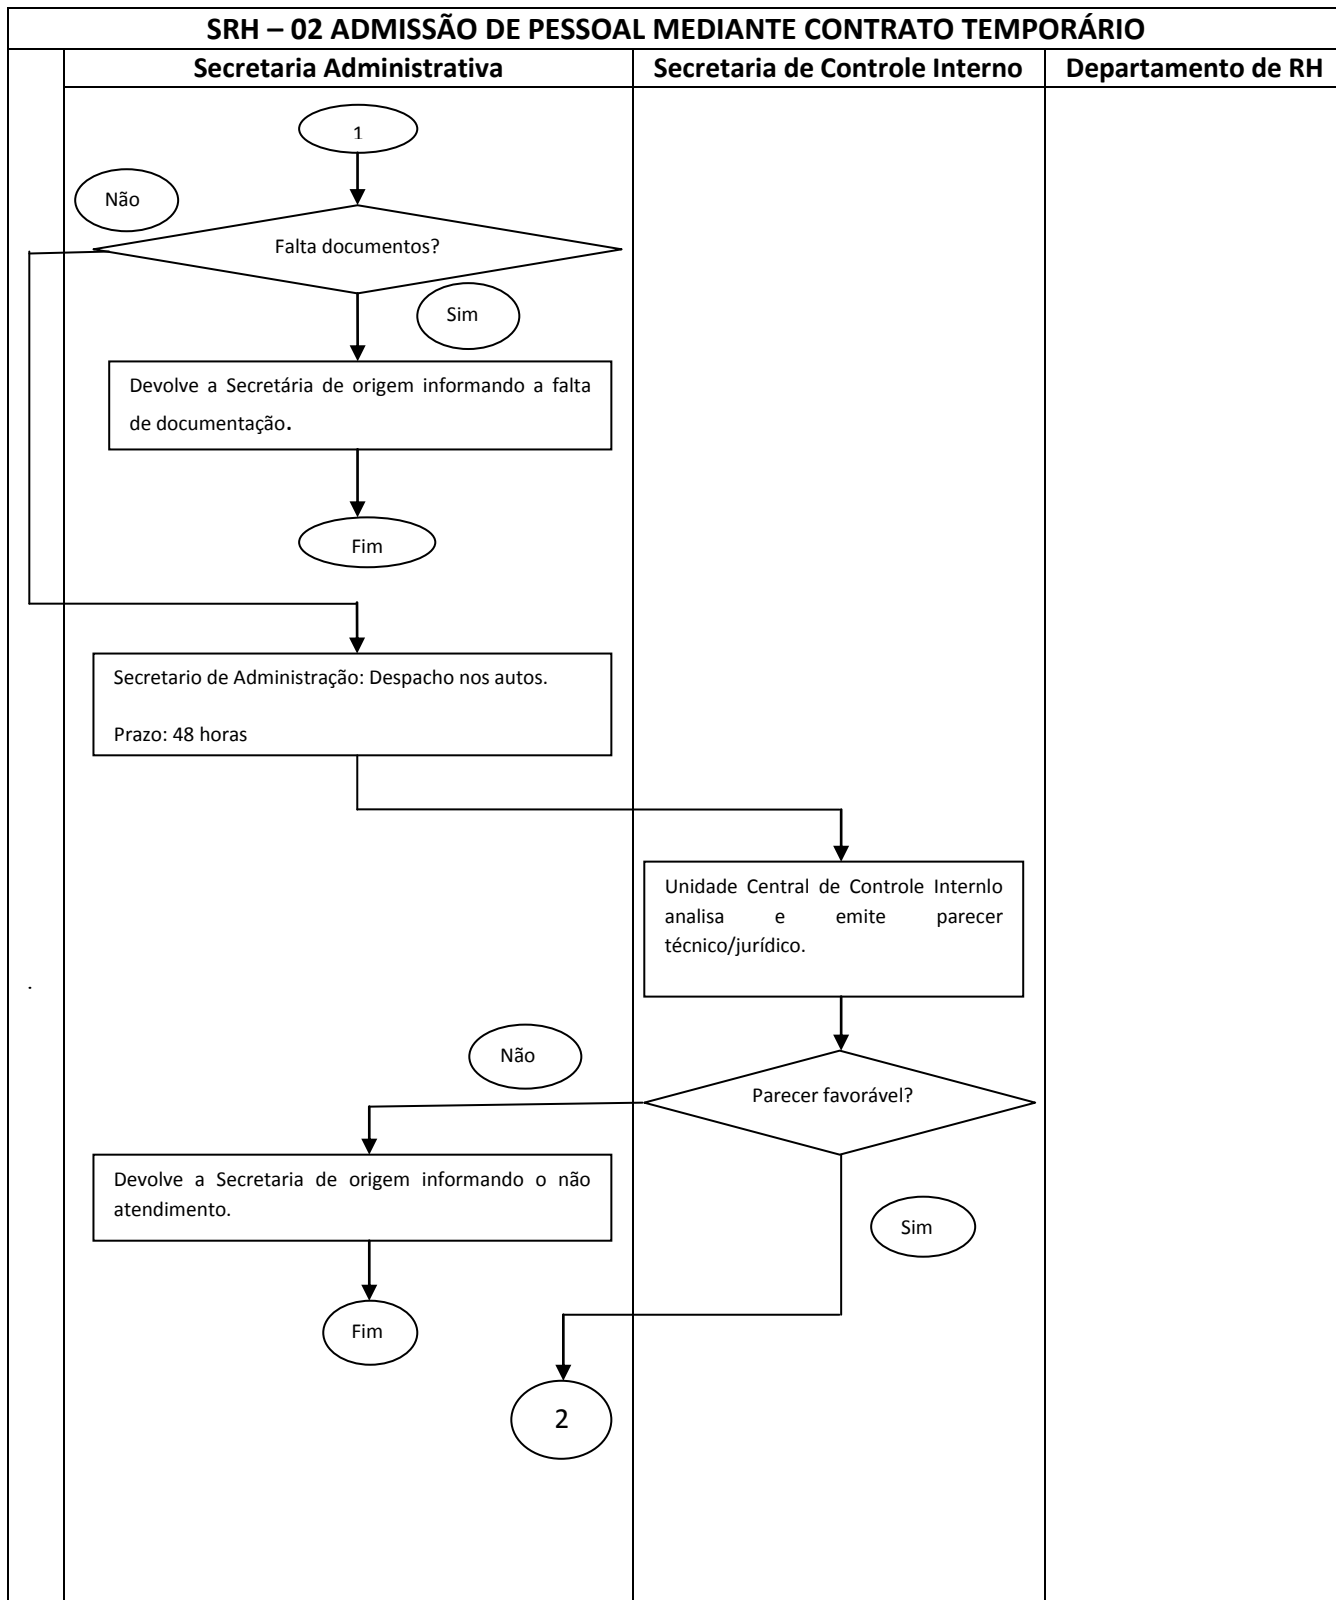 SRH – 02 ADMISSÃO DE PESSOAL MEDIANTE CONTRATO TEMPORÁRIO
Secretaria Administrativa
Secretaria de Controle Interno
Departamento de RH
1
Não
Falta documentos?
Sim
Devolve a Secretária de origem informando a falta
de documentação.
Fim
Secretario de Administração: Despacho nos autos.
Prazo: 48 horas
Unidade Central de Controle Internlo
analisa e emite parecer
técnico/jurídico.
.
Não
Parecer favorável?
Devolve a Secretaria de origem informando o não
atendimento.
Sim
Fim
2